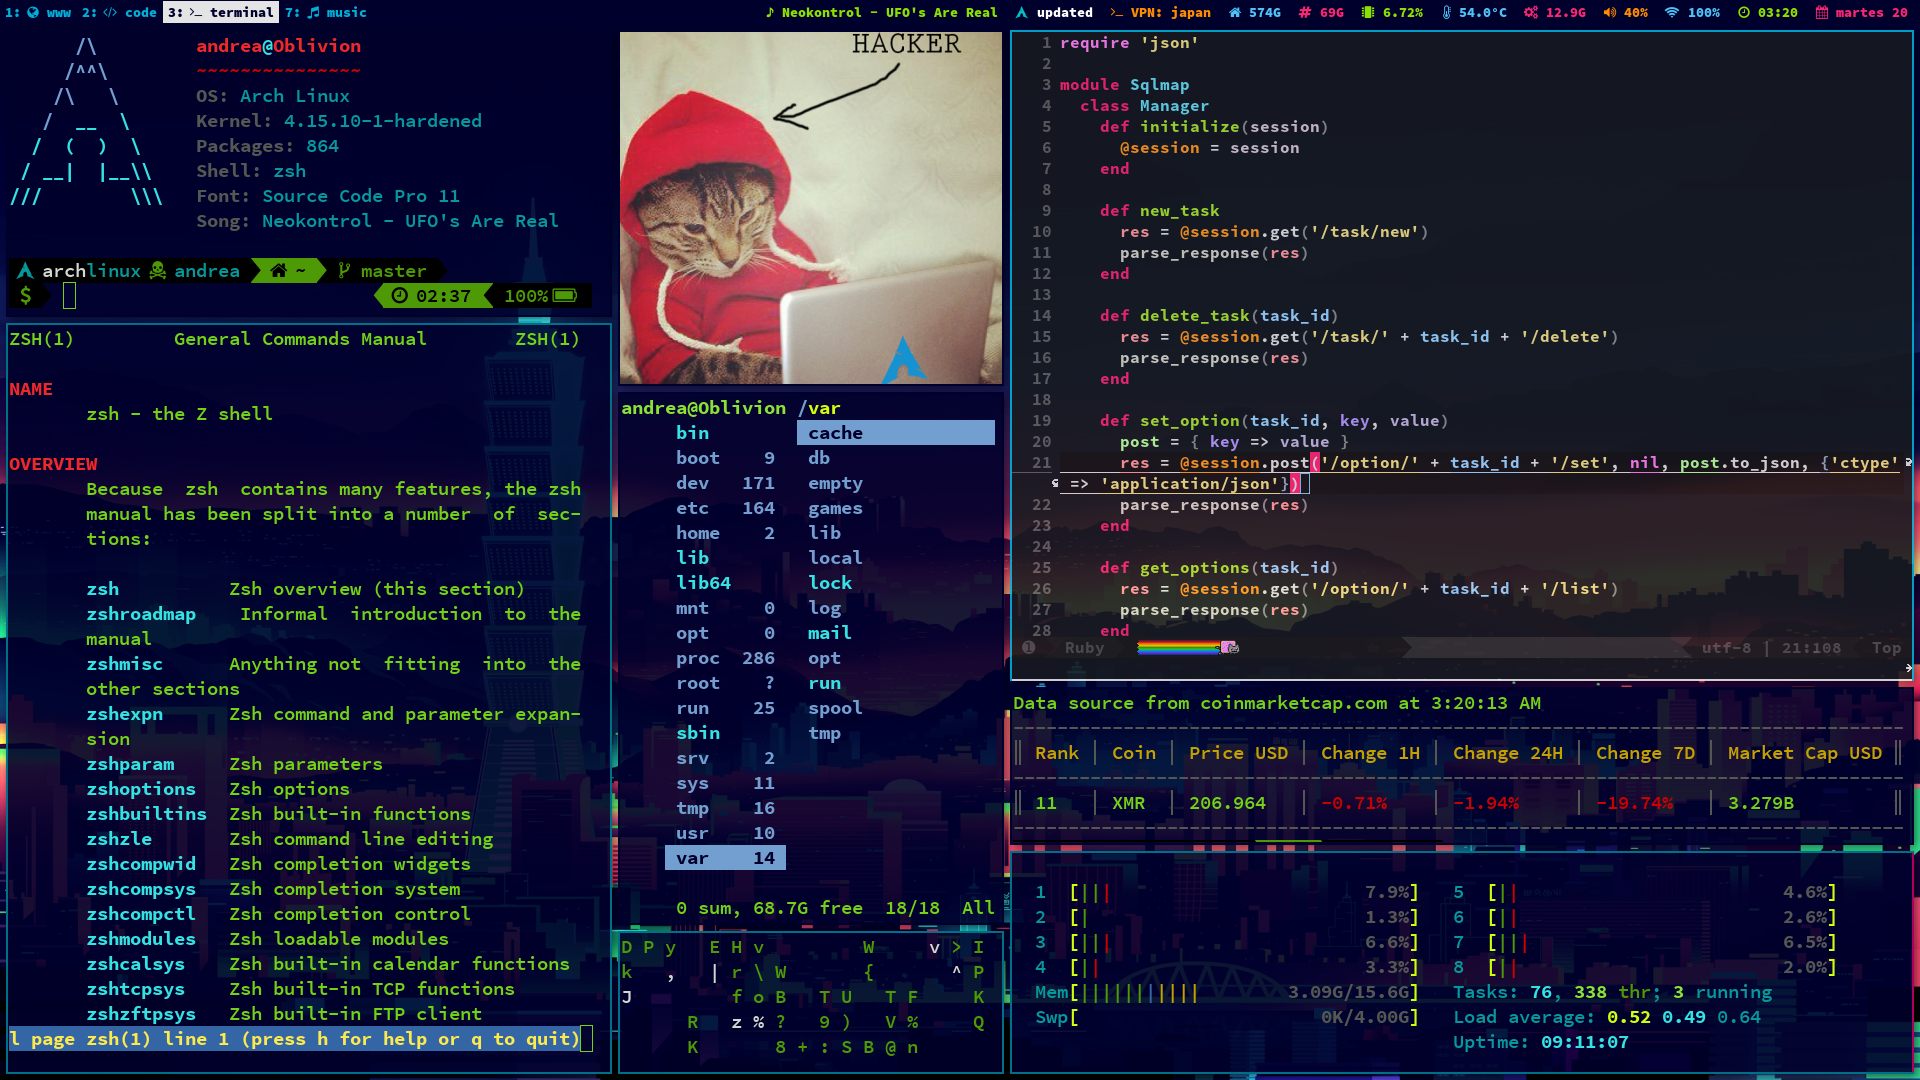 1: www 2: </> code 3: >_ terminal 7: music
♪ Neokontrol - UFO's Are Real updated >_ VPN: japan 574G # 69G 6.72% 54.0°C 12.9G 40% 100% 03:20 martes 20
andrea@Oblivion
~~~~~~~~~~~~~~~
OS: Arch Linux
Kernel: 4.15.10-1-hardened
Packages: 864
Shell: zsh
Font: Source Code Pro 11
Song: Neokontrol - UFO's Are Real
archlinux andrea ~ master
$ 02:37 100%
ZSH(1) General Commands Manual ZSH(1)
NAME
zsh - the Z shell
OVERVIEW
Because zsh contains many features, the zsh
manual has been split into a number of sec-
tions:
zsh Zsh overview (this section)
zshroadmap Informal introduction to the
manual
zshmisc Anything not fitting into the
other sections
zshexpn Zsh command and parameter expan-
sion
zshparam Zsh parameters
zshoptions Zsh options
zshbuiltins Zsh built-in functions
zshzle Zsh command line editing
zshcompwid Zsh completion widgets
zshcompsys Zsh completion system
zshcompctl Zsh completion control
zshmodules Zsh loadable modules
zshcalsys Zsh built-in calendar functions
zshtcpsys Zsh built-in TCP functions
zshzftpsys Zsh built-in FTP client
l page zsh(1) line 1 (press h for help or q to quit)
HACKER
andrea@Oblivion /var
bin cache
boot 9 db
dev 171 empty
etc 164 games
home 2 lib
lib local
lib64 lock
mnt 0 log
opt 0 mail
proc 286 opt
root ? run
run 25 spool
sbin tmp
srv 2
sys 11
tmp 16
usr 10
var 14
0 sum, 68.7G free 18/18 All
D P y E H v W v > I
k , | r \ W { ^ P
J f o B T U T F K
R z % ? 9 ) V % Q
K 8 + : S B @ n
1 require 'json'
2
3 module Sqlmap
4 class Manager
5 def initialize(session)
6 @session = session
7 end
8
9 def new_task
10 res = @session.get('/task/new')
11 parse_response(res)
12 end
13
14 def delete_task(task_id)
15 res = @session.get('/task/' + task_id + '/delete')
16 parse_response(res)
17 end
18
19 def set_option(task_id, key, value)
20 post = { key => value }
21 res = @session.post('/option/' + task_id + '/set', nil, post.to_json, {'ctype'
=> 'application/json'})
22 parse_response(res)
23 end
24
25 def get_options(task_id)
26 res = @session.get('/option/' + task_id + '/list')
27 parse_response(res)
28 end
1 Ruby utf-8 | 21:108 Top
Data source from coinmarketcap.com at 3:20:13 AM
Rank | Coin | Price USD | Change 1H | Change 24H | Change 7D | Market Cap USD
11 | XMR | 206.964 | -0.71% | -1.94% | -19.74% | 3.279B
1 [||| 7.9%] 5 [|| 4.6%]
2 [| 1.3%] 6 [|| 2.6%]
3 [||| 6.6%] 7 [||| 6.5%]
4 [|| 3.3%] 8 [|| 2.0%]
Mem[||||||||||| 3.09G/15.6G] Tasks: 76, 338 thr; 3 running
Swp[ 0K/4.00G] Load average: 0.52 0.49 0.64
Uptime: 09:11:07